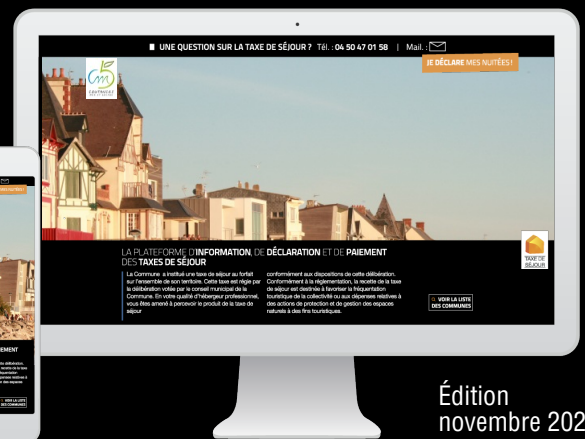 UNE QUESTION SUR LA TAXE DE SÉJOUR ? Tél. : 04 50 47 01 58 | Mail. :
JE DÉCLARE MES NUITÉES !
LA PLATEFORME D'INFORMATION, DE DÉCLARATION ET DE PAIEMENT
DES TAXES DE SÉJOUR
La Commune a institué une taxe de séjour au forfait
sur l'ensemble de son territoire. Cette taxe est régie par
la délibération votée par le conseil municipal de la
Commune. En votre qualité d'hébergeur professionnel,
vous êtes amené à percevoir le produit de la taxe de
séjour
conformément aux dispositions de cette délibération.
Conformément à la réglementation, la recette de la taxe
de séjour est destinée à favoriser la fréquentation
touristique de la collectivité ou aux dépenses relatives à
des actions de protection et de gestion des espaces
naturels à des fins touristiques.
TAXE DE
SÉJOUR
VOIR LA LISTE
DES COMMUNES
Édition
novembre 202